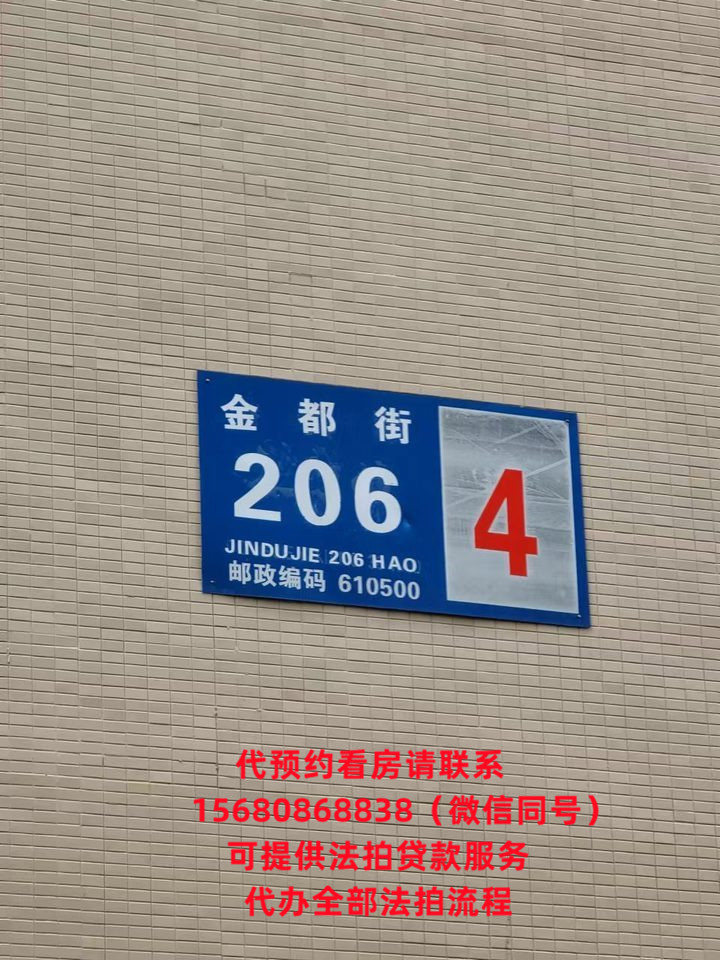 金都街
206
4
JINDUJIE 206 HAO
邮政编码 610500
代预约看房请联系
15680868838（微信同号）
可提供法拍贷款服务
代办全部法拍流程